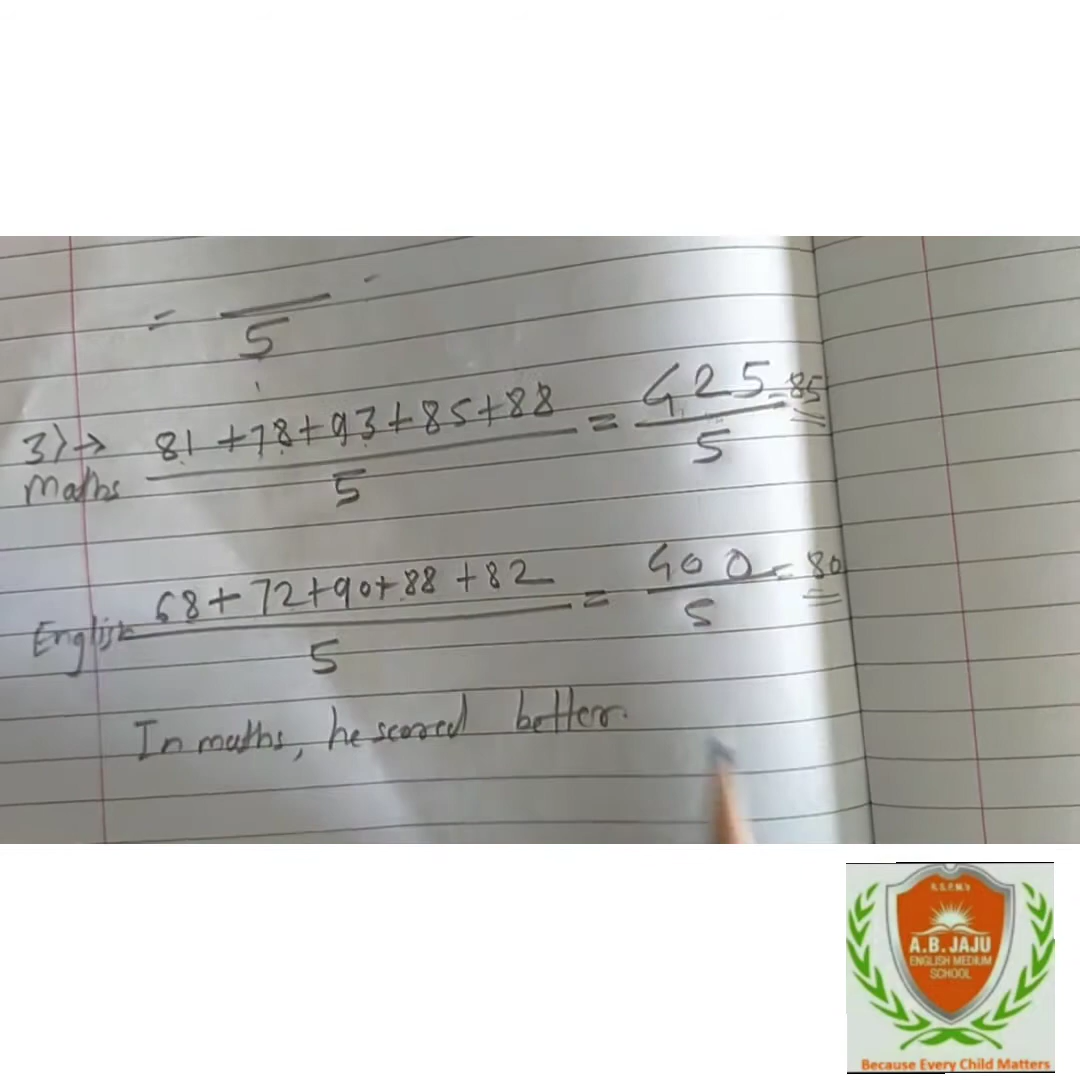 = — -
5
3) → 81 + 78 + 93 + 85 + 88 = 425 = 85
Maths 5 5
English 68 + 72 + 90 + 88 + 82 = 400 = 80
5 5
In maths, he scored better.
A.S.P.M's
A.B. JAJU
ENGLISH MEDIUM
SCHOOL
Because Every Child Matters